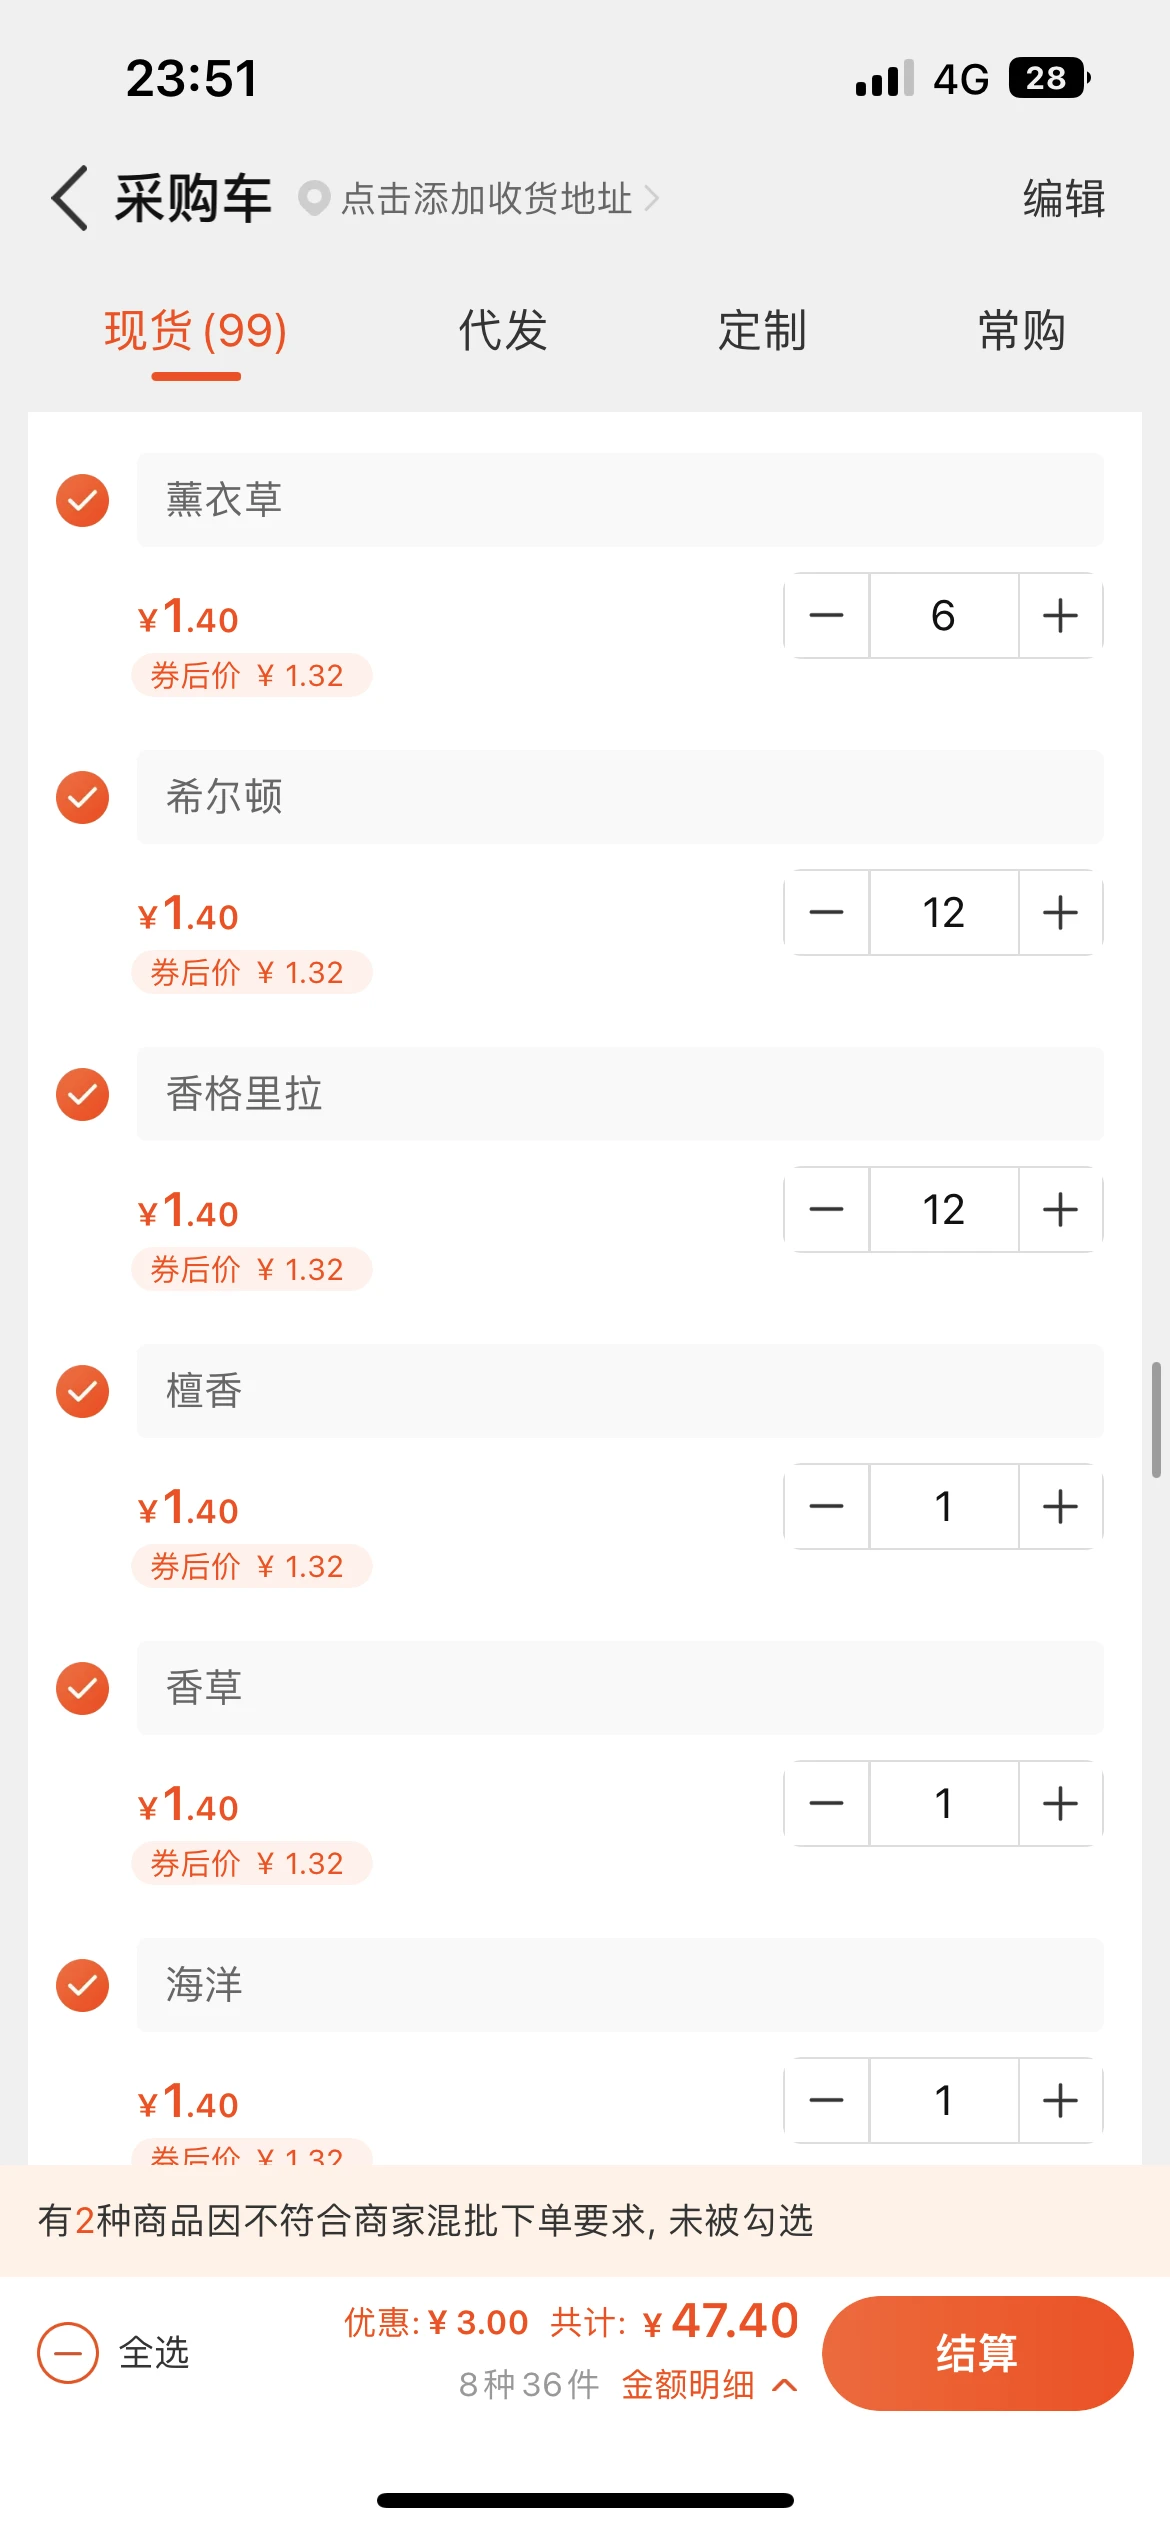 23:51 4G 28
采购车 点击添加收货地址 编辑
现货(99) 代发 定制 常购
薰衣草
¥1.40 6
券后价 ¥ 1.32
希尔顿
¥1.40 12
券后价 ¥ 1.32
香格里拉
¥1.40 12
券后价 ¥ 1.32
檀香
¥1.40 1
券后价 ¥ 1.32
香草
¥1.40 1
券后价 ¥ 1.32
海洋
¥1.40 1
券后价 ¥ 1.32
有2种商品因不符合商家混批下单要求,未被勾选
全选 优惠:¥3.00 共计: ¥47.40 结算
8种36件 金额明细